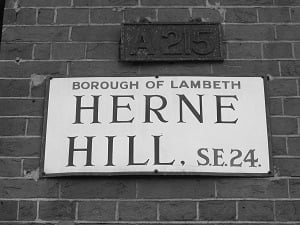 A215
BOROUGH OF LAMBETH
HERNE
HILL. S.E.24.